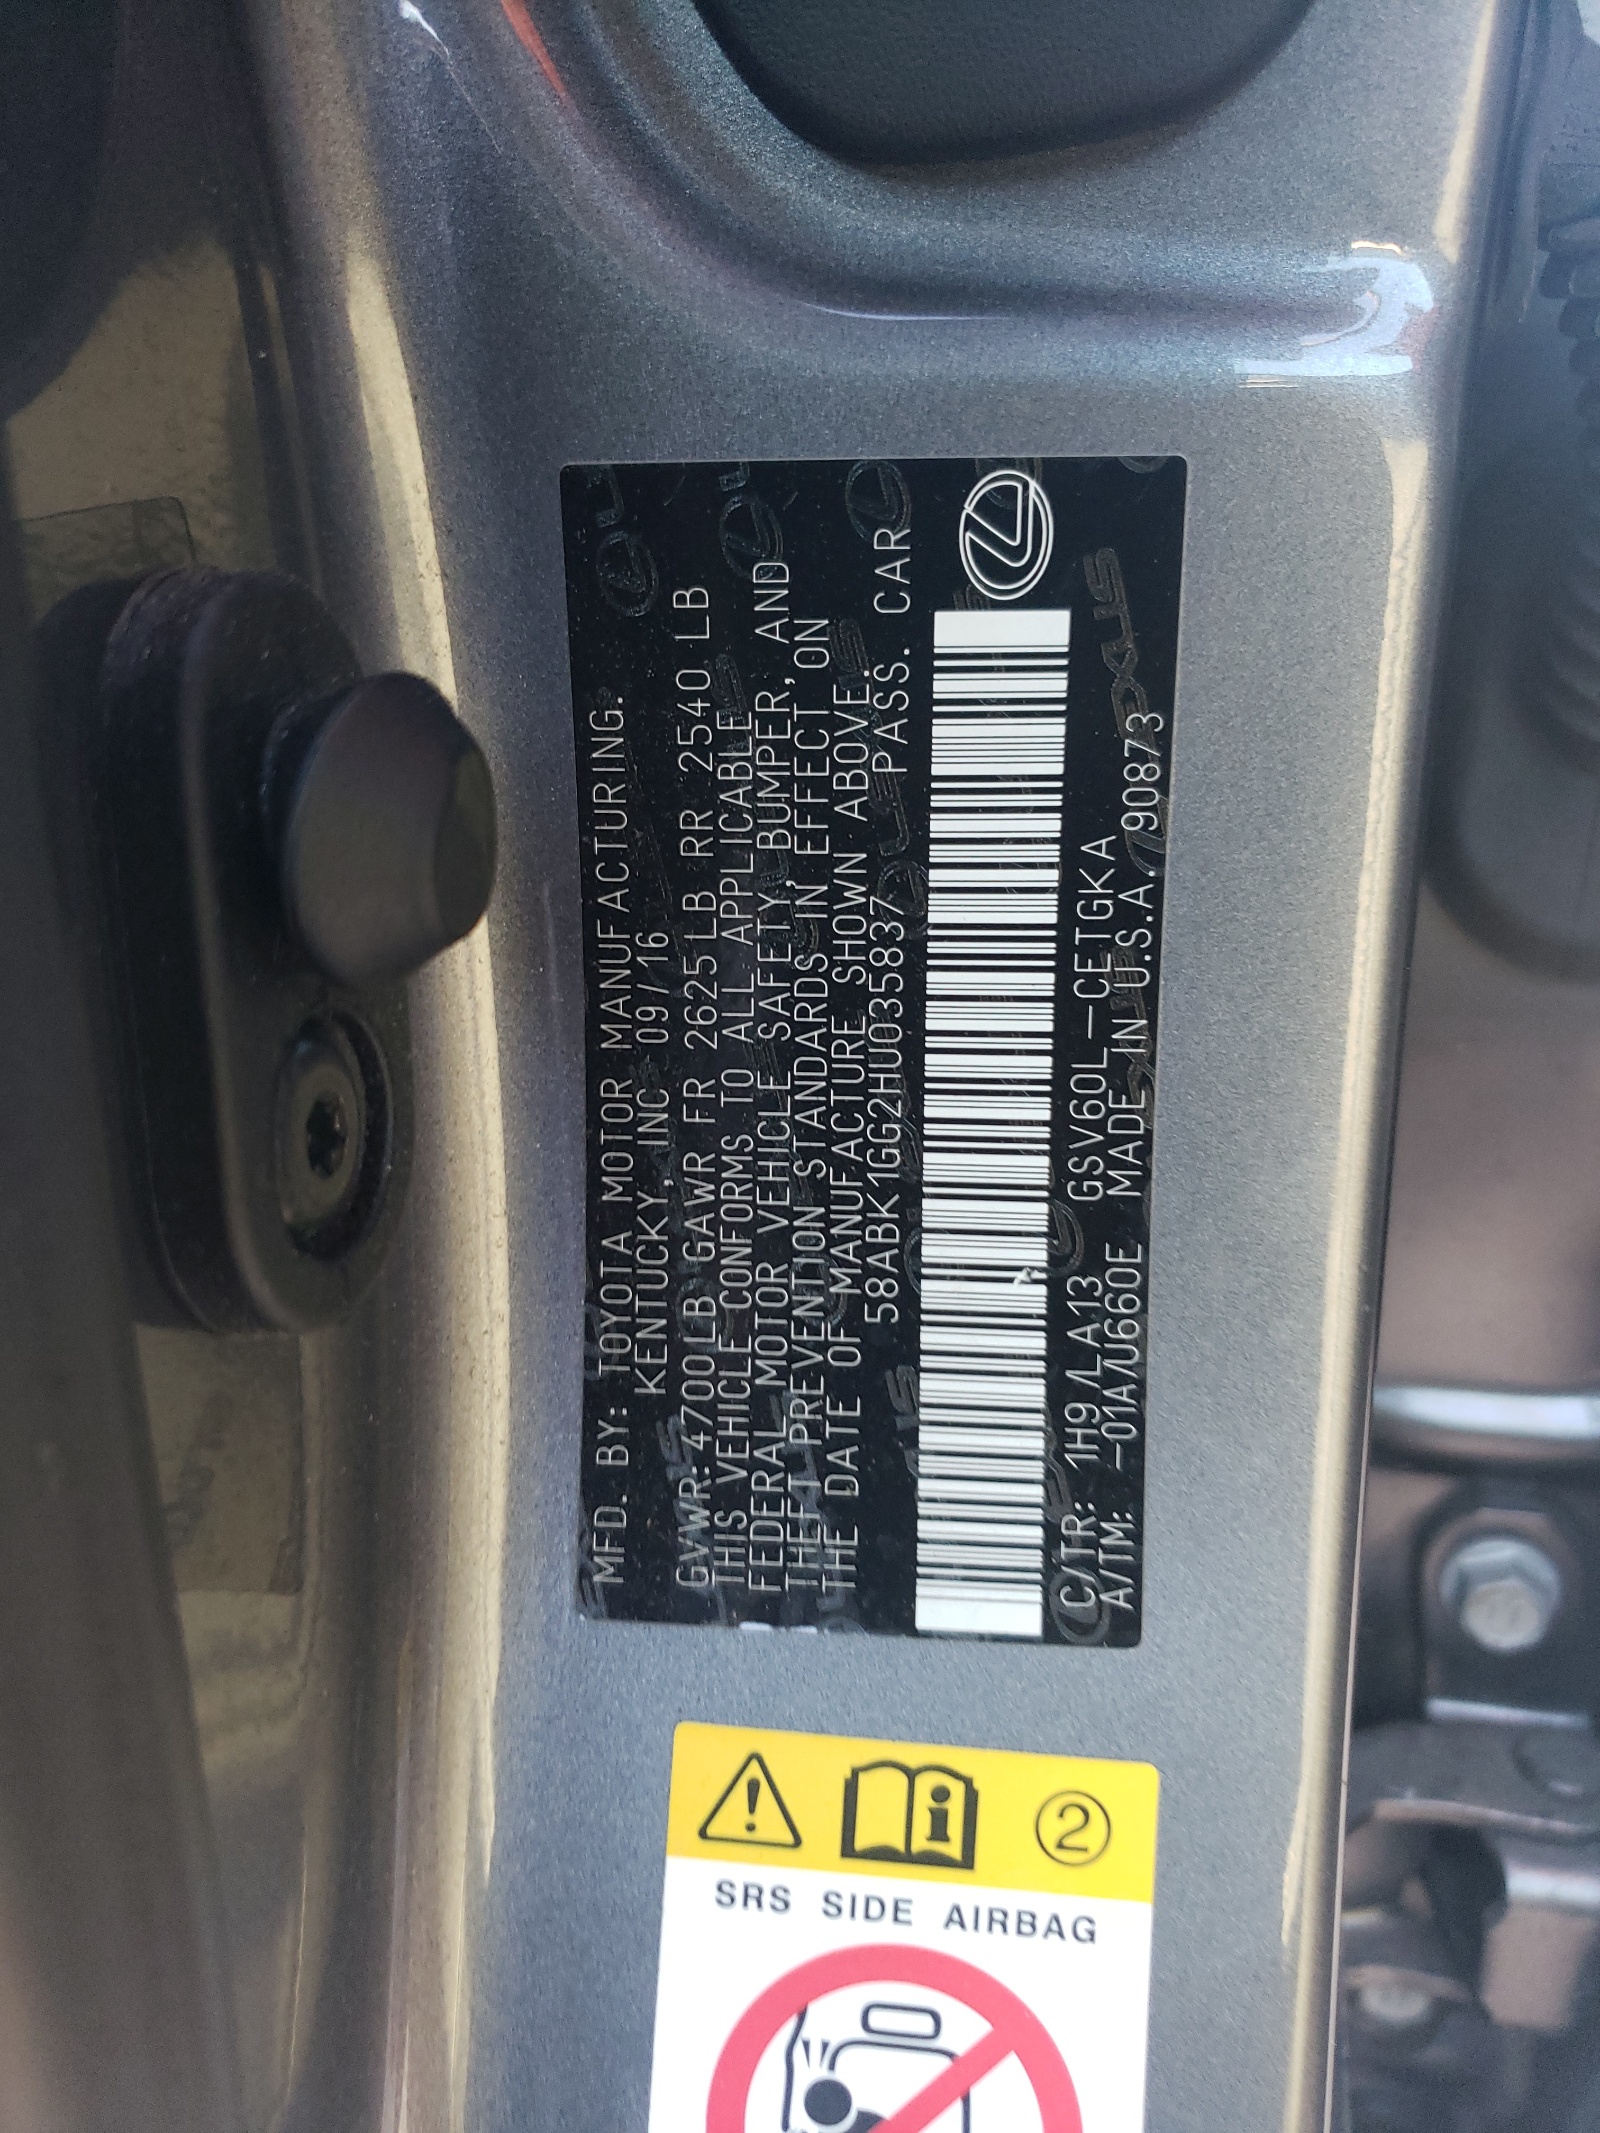 MFD. BY: TOYOTA MOTOR MANUFACTURING.
KENTUCKY, INC 09/16
GVWR: 4700LB GAWR FR 2625LB RR 2540 LB
THIS VEHICLE CONFORMS TO ALL APPLICABLE
FEDERAL MOTOR VEHICLE SAFETY, BUMPER, AND
THEFT PREVENTION STANDARDS IN EFFECT ON
THE DATE OF MANUFACTURE SHOWN ABOVE.
58ABK1GG2HU035837 PASS. CAR
C/TR: 1H9/LA13 GSV60L-CETGKA
A/TM: -01A/U660E MADE IN U.S.A. 90873
2
SRS SIDE AIRBAG